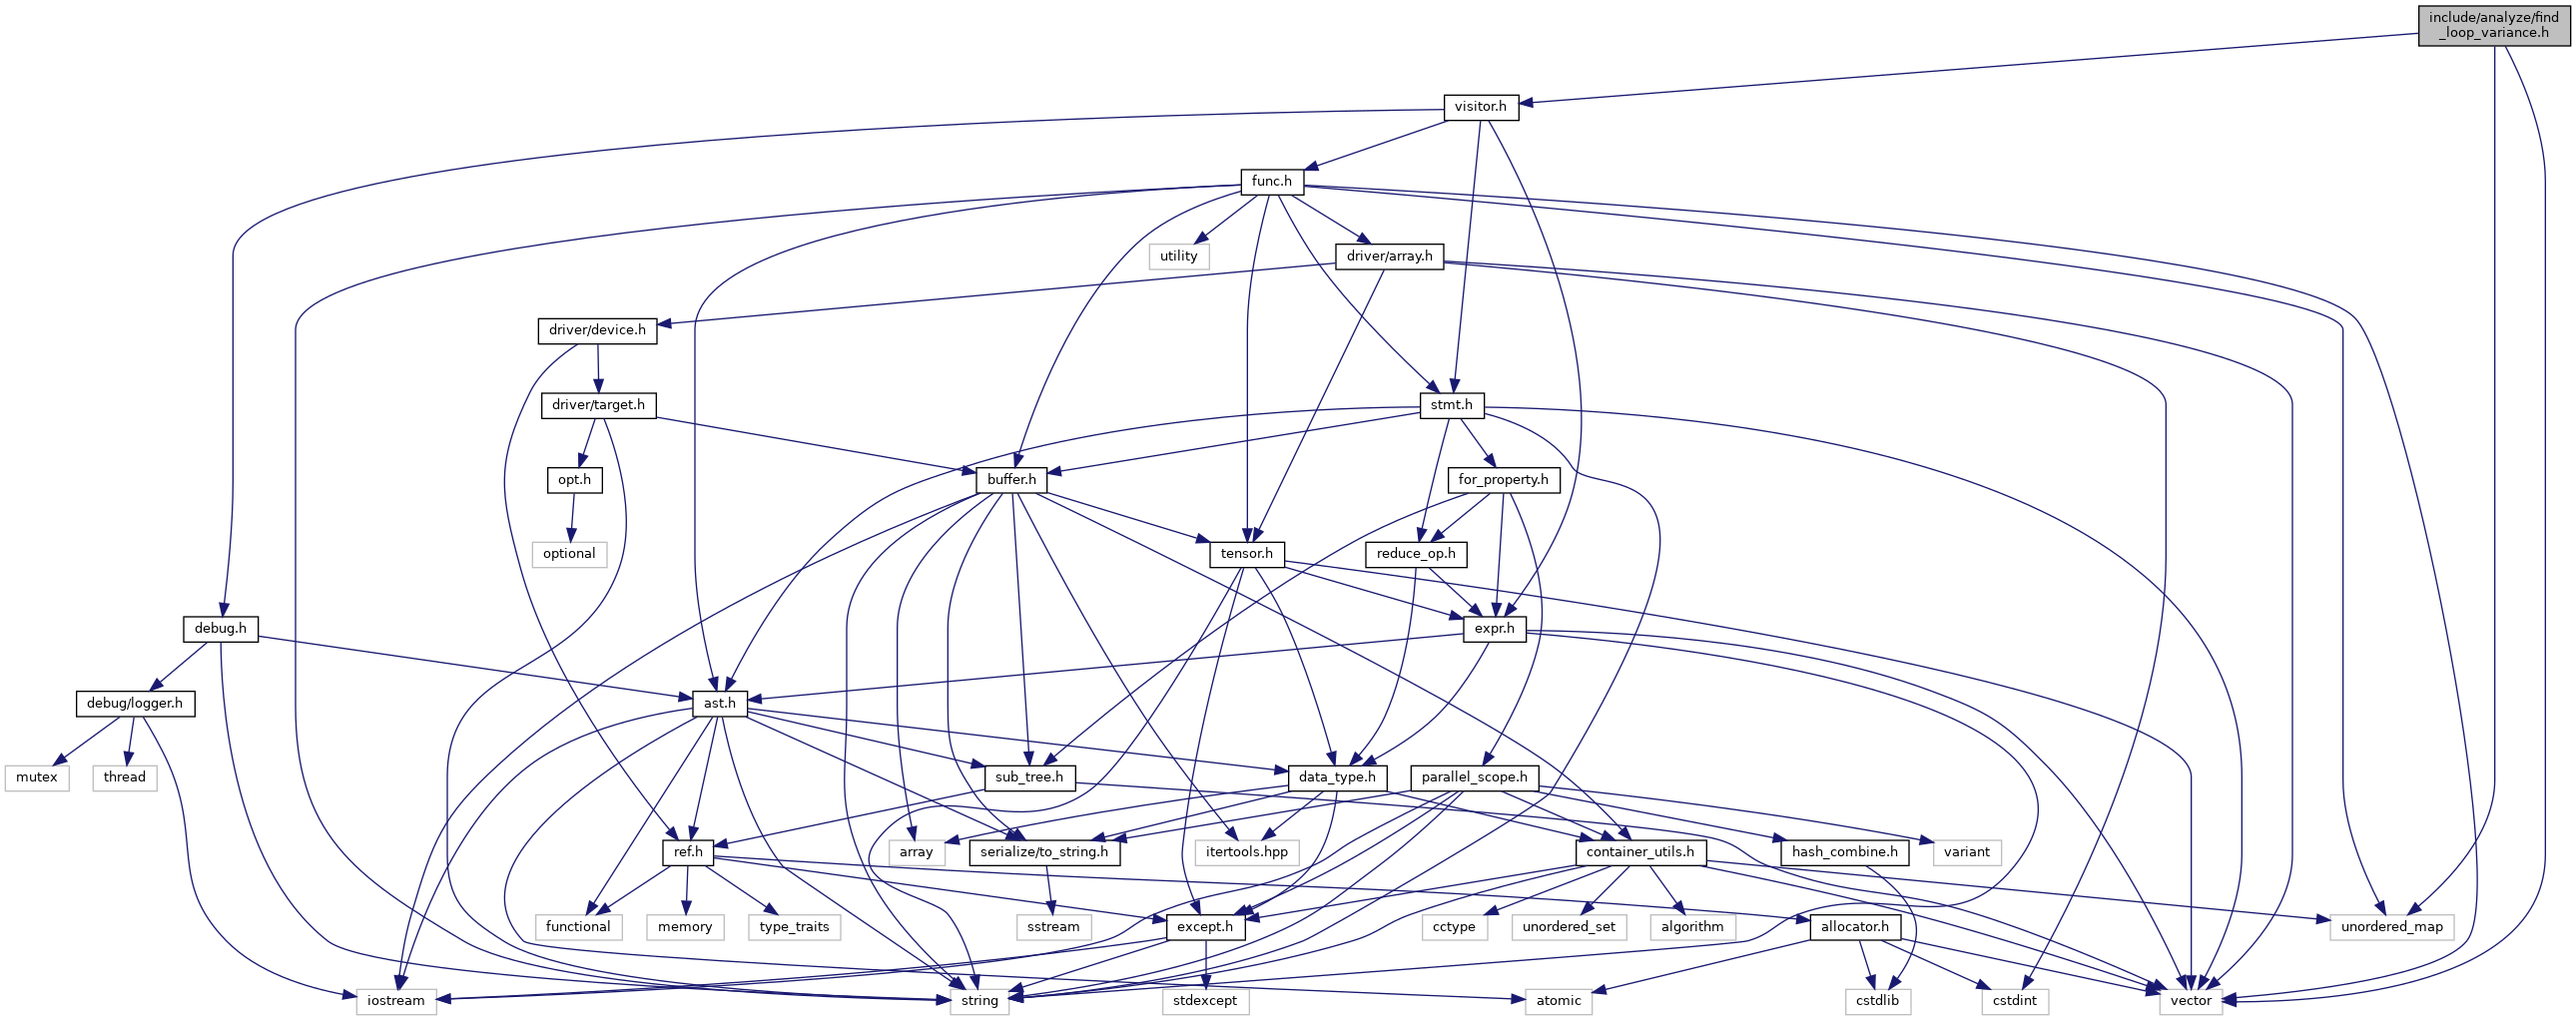 include/analyze/find
_loop_variance.h
visitor.h
func.h
utility
driver/array.h
driver/device.h
driver/target.h
stmt.h
opt.h
buffer.h
for_property.h
optional
tensor.h
reduce_op.h
debug.h
expr.h
debug/logger.h
ast.h
mutex
thread
sub_tree.h
data_type.h
parallel_scope.h
ref.h
array
serialize/to_string.h
itertools.hpp
container_utils.h
hash_combine.h
variant
functional
memory
type_traits
sstream
except.h
cctype
unordered_set
algorithm
allocator.h
unordered_map
iostream
string
stdexcept
atomic
cstdlib
cstdint
vector